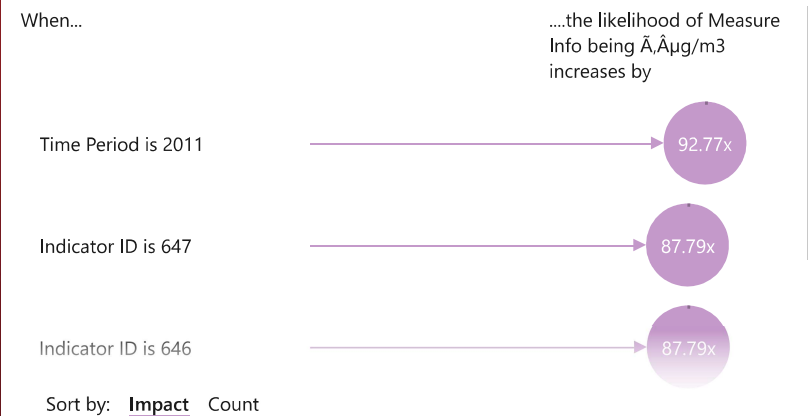 When...
....the likelihood of Measure
Info being Ã‚Âµg/m3
increases by
Time Period is 2011
92.77x
Indicator ID is 647
87.79x
Indicator ID is 646
87.79x
Sort by: Impact Count